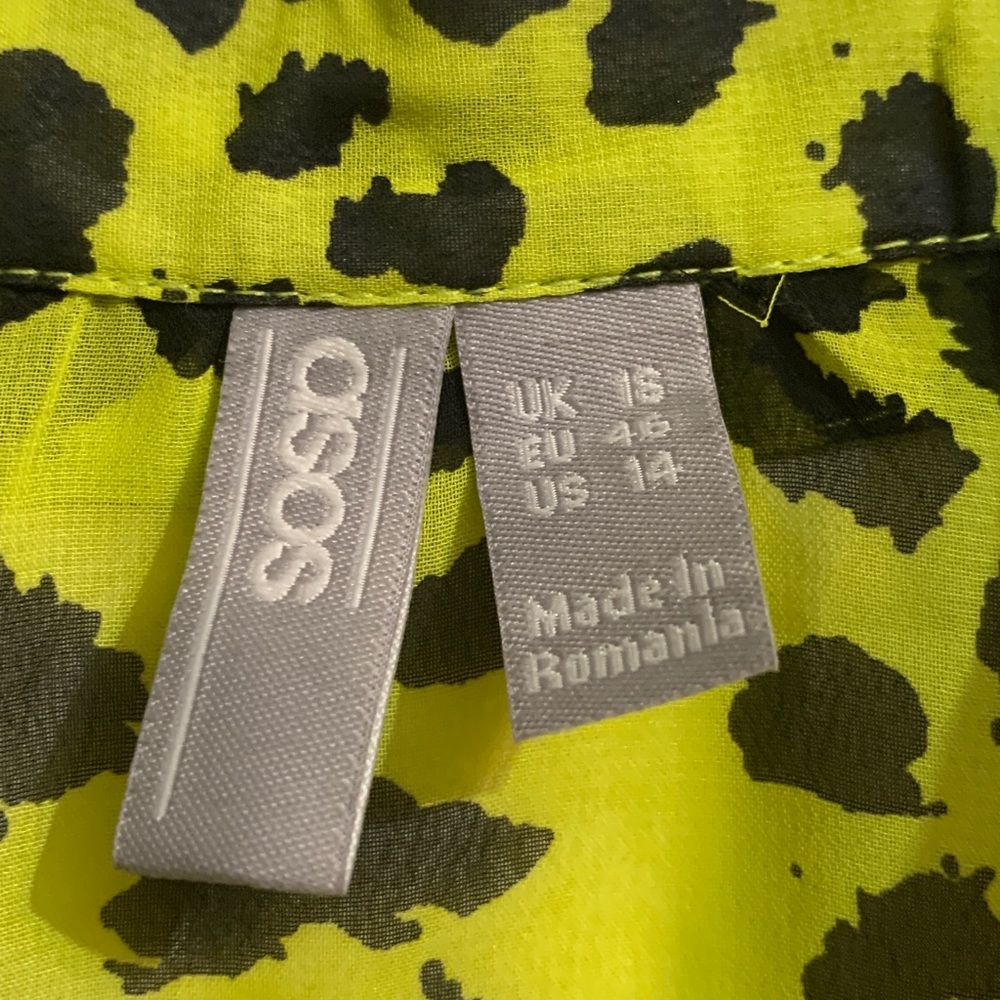 asos
UK 16
EU 46
US 14
Made In
Romania